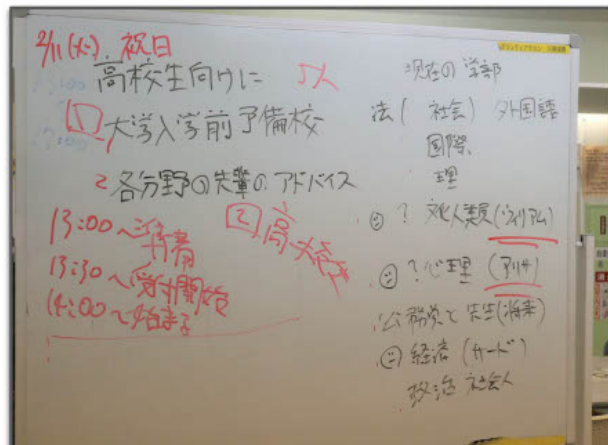 2/11(火) 祝日
高校生向けに 5人
① 大学入学前予備校
2 各分野の先輩のアドバイス
② 高・大
13:00～
13:30～受付開始
14:00～始まる
現在の学部
法( 社会) 外国語
国際
理
? 文化人類 (ウィリアム)
? 心理 (アリサ)
公務員と先生(将来)
経済 (サード)
政治 社会人